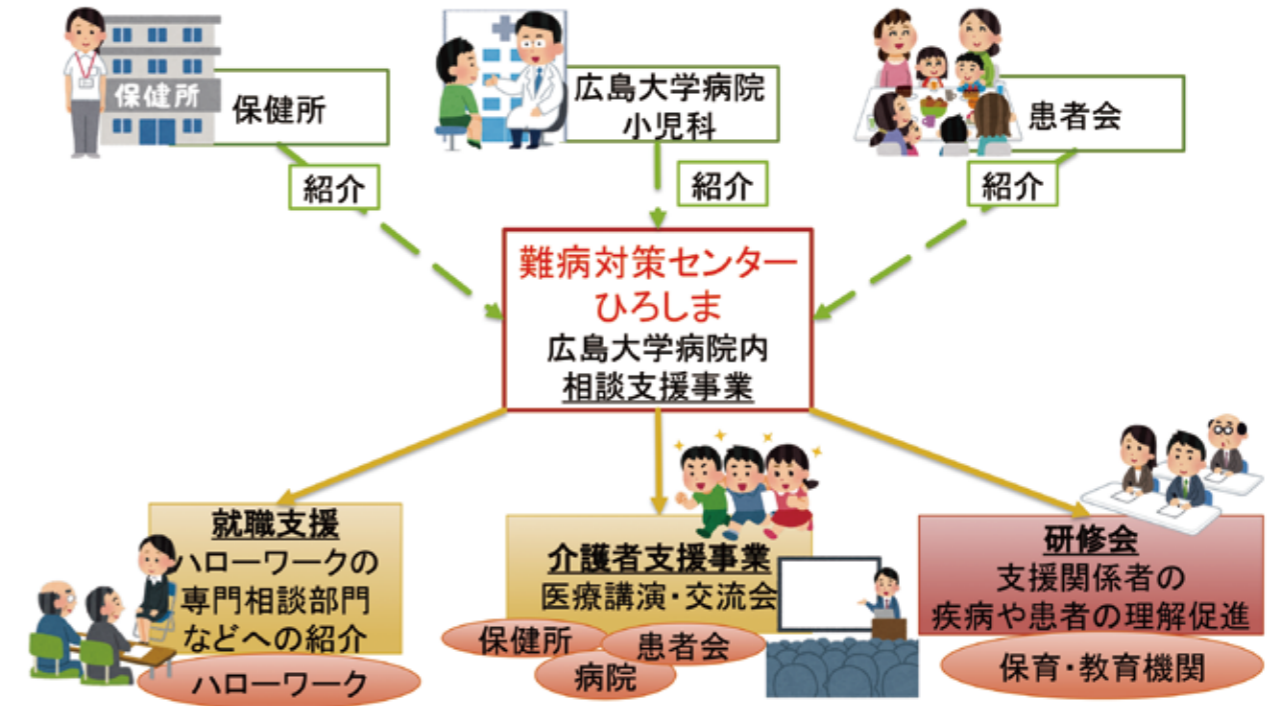 保健所
保健所
広島大学病院
小児科
患者会
紹介
紹介
紹介
難病対策センター
ひろしま
広島大学病院内
相談支援事業
就職支援
ハローワークの
専門相談部門
などへの紹介
ハローワーク
介護者支援事業
医療講演・交流会
保健所
患者会
病院
研修会
支援関係者の
疾病や患者の理解促進
保育・教育機関